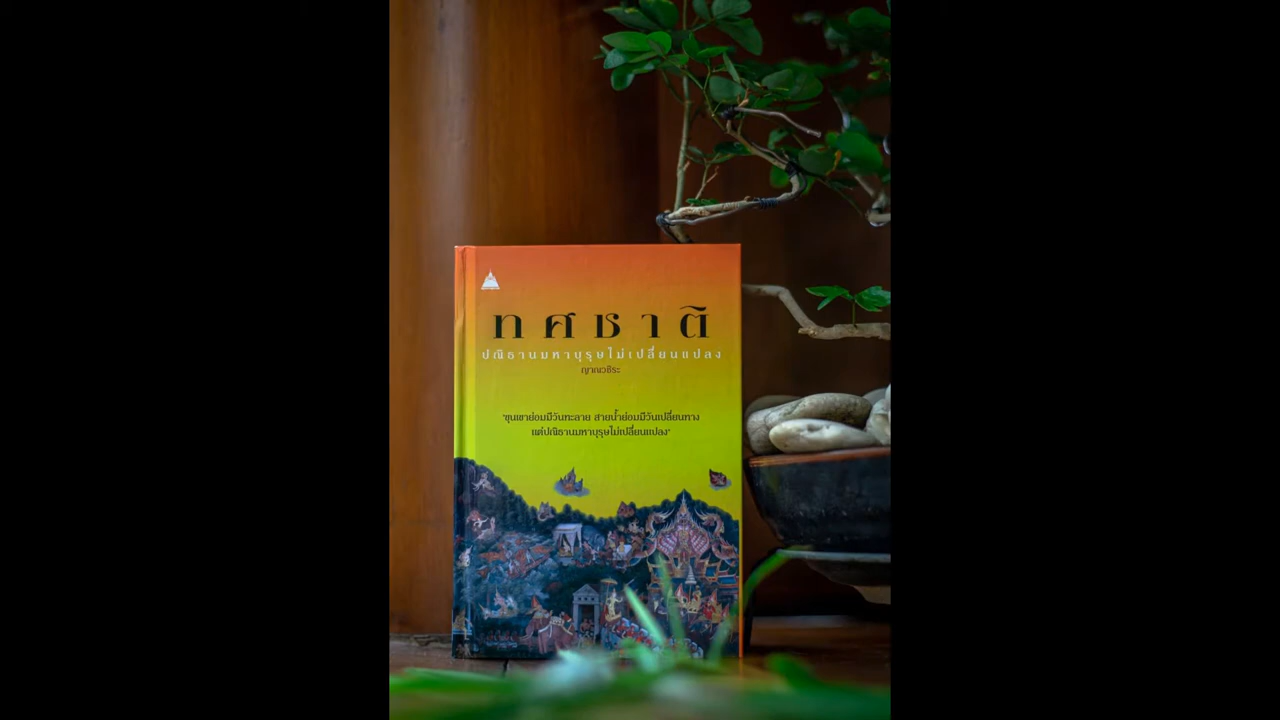 ทศชาติ
ปณิธานมหาบุรุษไม่เปลี่ยนแปลง
ญาณวชิระ
"ขุนเขาย่อมมีวันทะลาย สายน้ำย่อมมีวันเปลี่ยนทาง
แต่ปณิธานมหาบุรุษไม่เปลี่ยนแปลง"